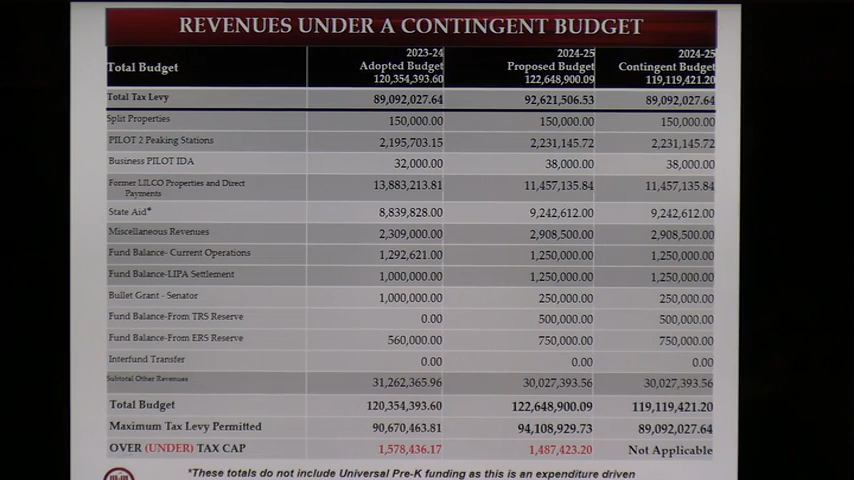 REVENUES UNDER A CONTINGENT BUDGET
Total Budget
2023-24 Adopted Budget 120,354,393.60
2024-25 Proposed Budget 122,648,900.09
2024-25 Contingent Budget 119,119,421.20
Total Tax Levy 89,092,027.64 92,621,506.53 89,092,027.64
Split Properties 150,000.00 150,000.00 150,000.00
PILOT 2 Peaking Stations 2,195,703.15 2,231,145.72 2,231,145.72
Business PILOT IDA 32,000.00 38,000.00 38,000.00
Former LILCO Properties and Direct
Payments 13,883,213.81 11,457,135.84 11,457,135.84
State Aid* 8,839,828.00 9,242,612.00 9,242,612.00
Miscellaneous Revenues 2,309,000.00 2,908,500.00 2,908,500.00
Fund Balance- Current Operations 1,292,621.00 1,250,000.00 1,250,000.00
Fund Balance-LIPA Settlement 1,000,000.00 1,250,000.00 1,250,000.00
Bullet Grant - Senator 1,000,000.00 250,000.00 250,000.00
Fund Balance-From TRS Reserve 0.00 500,000.00 500,000.00
Fund Balance-From ERS Reserve 560,000.00 750,000.00 750,000.00
Interfund Transfer 0.00 0.00 0.00
Subtotal Other Revenues 31,262,365.96 30,027,393.56 30,027,393.56
Total Budget 120,354,393.60 122,648,900.09 119,119,421.20
Maximum Tax Levy Permitted 90,670,463.81 94,108,929.73 89,092,027.64
OVER (UNDER) TAX CAP 1,578,436.17 1,487,423.20 Not Applicable
*These totals do not include Universal Pre-K funding as this is an expenditure driven